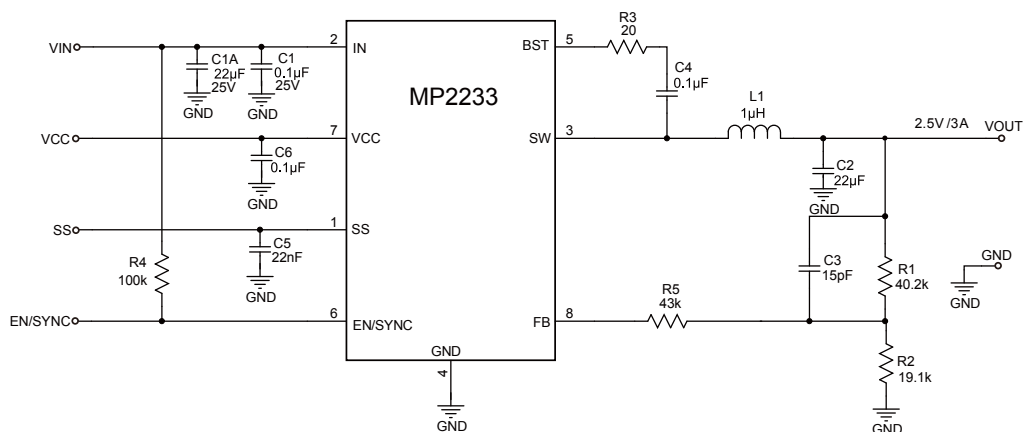 VIN
C1A
22µF
25V
GND
C1
0.1µF
25V
GND
2
IN
MP2233
BST
5
R3
20
C4
0.1µF
VCC
C6
0.1µF
GND
7
VCC
SW
3
L1
1µH
2.5V/3A
VOUT
C2
22µF
GND
SS
C5
22nF
GND
1
SS
R4
100k
C3
15pF
R1
40.2k
GND
GND
EN/SYNC
6
EN/SYNC
FB
8
R5
43k
GND
4
GND
R2
19.1k
GND